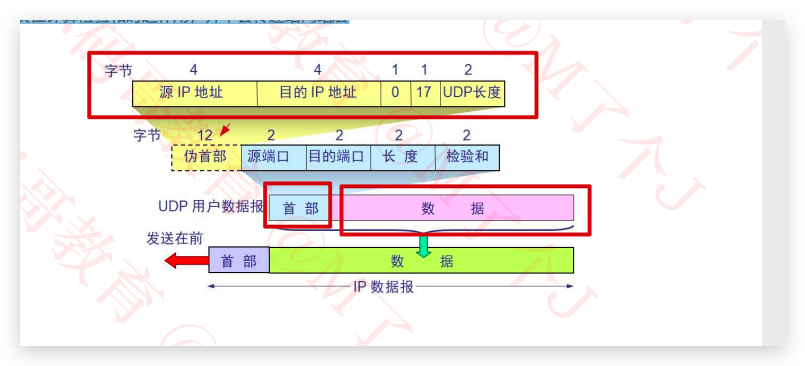 字节 4 4 1 1 2
源 IP 地址 目的 IP 地址 0 17 UDP长度
字节 12 2 2 2 2
伪首部 源端口 目的端口 长 度 检验和
UDP 用户数据报 首 部 数 据
发送在前
首 部 数 据
IP 数据报